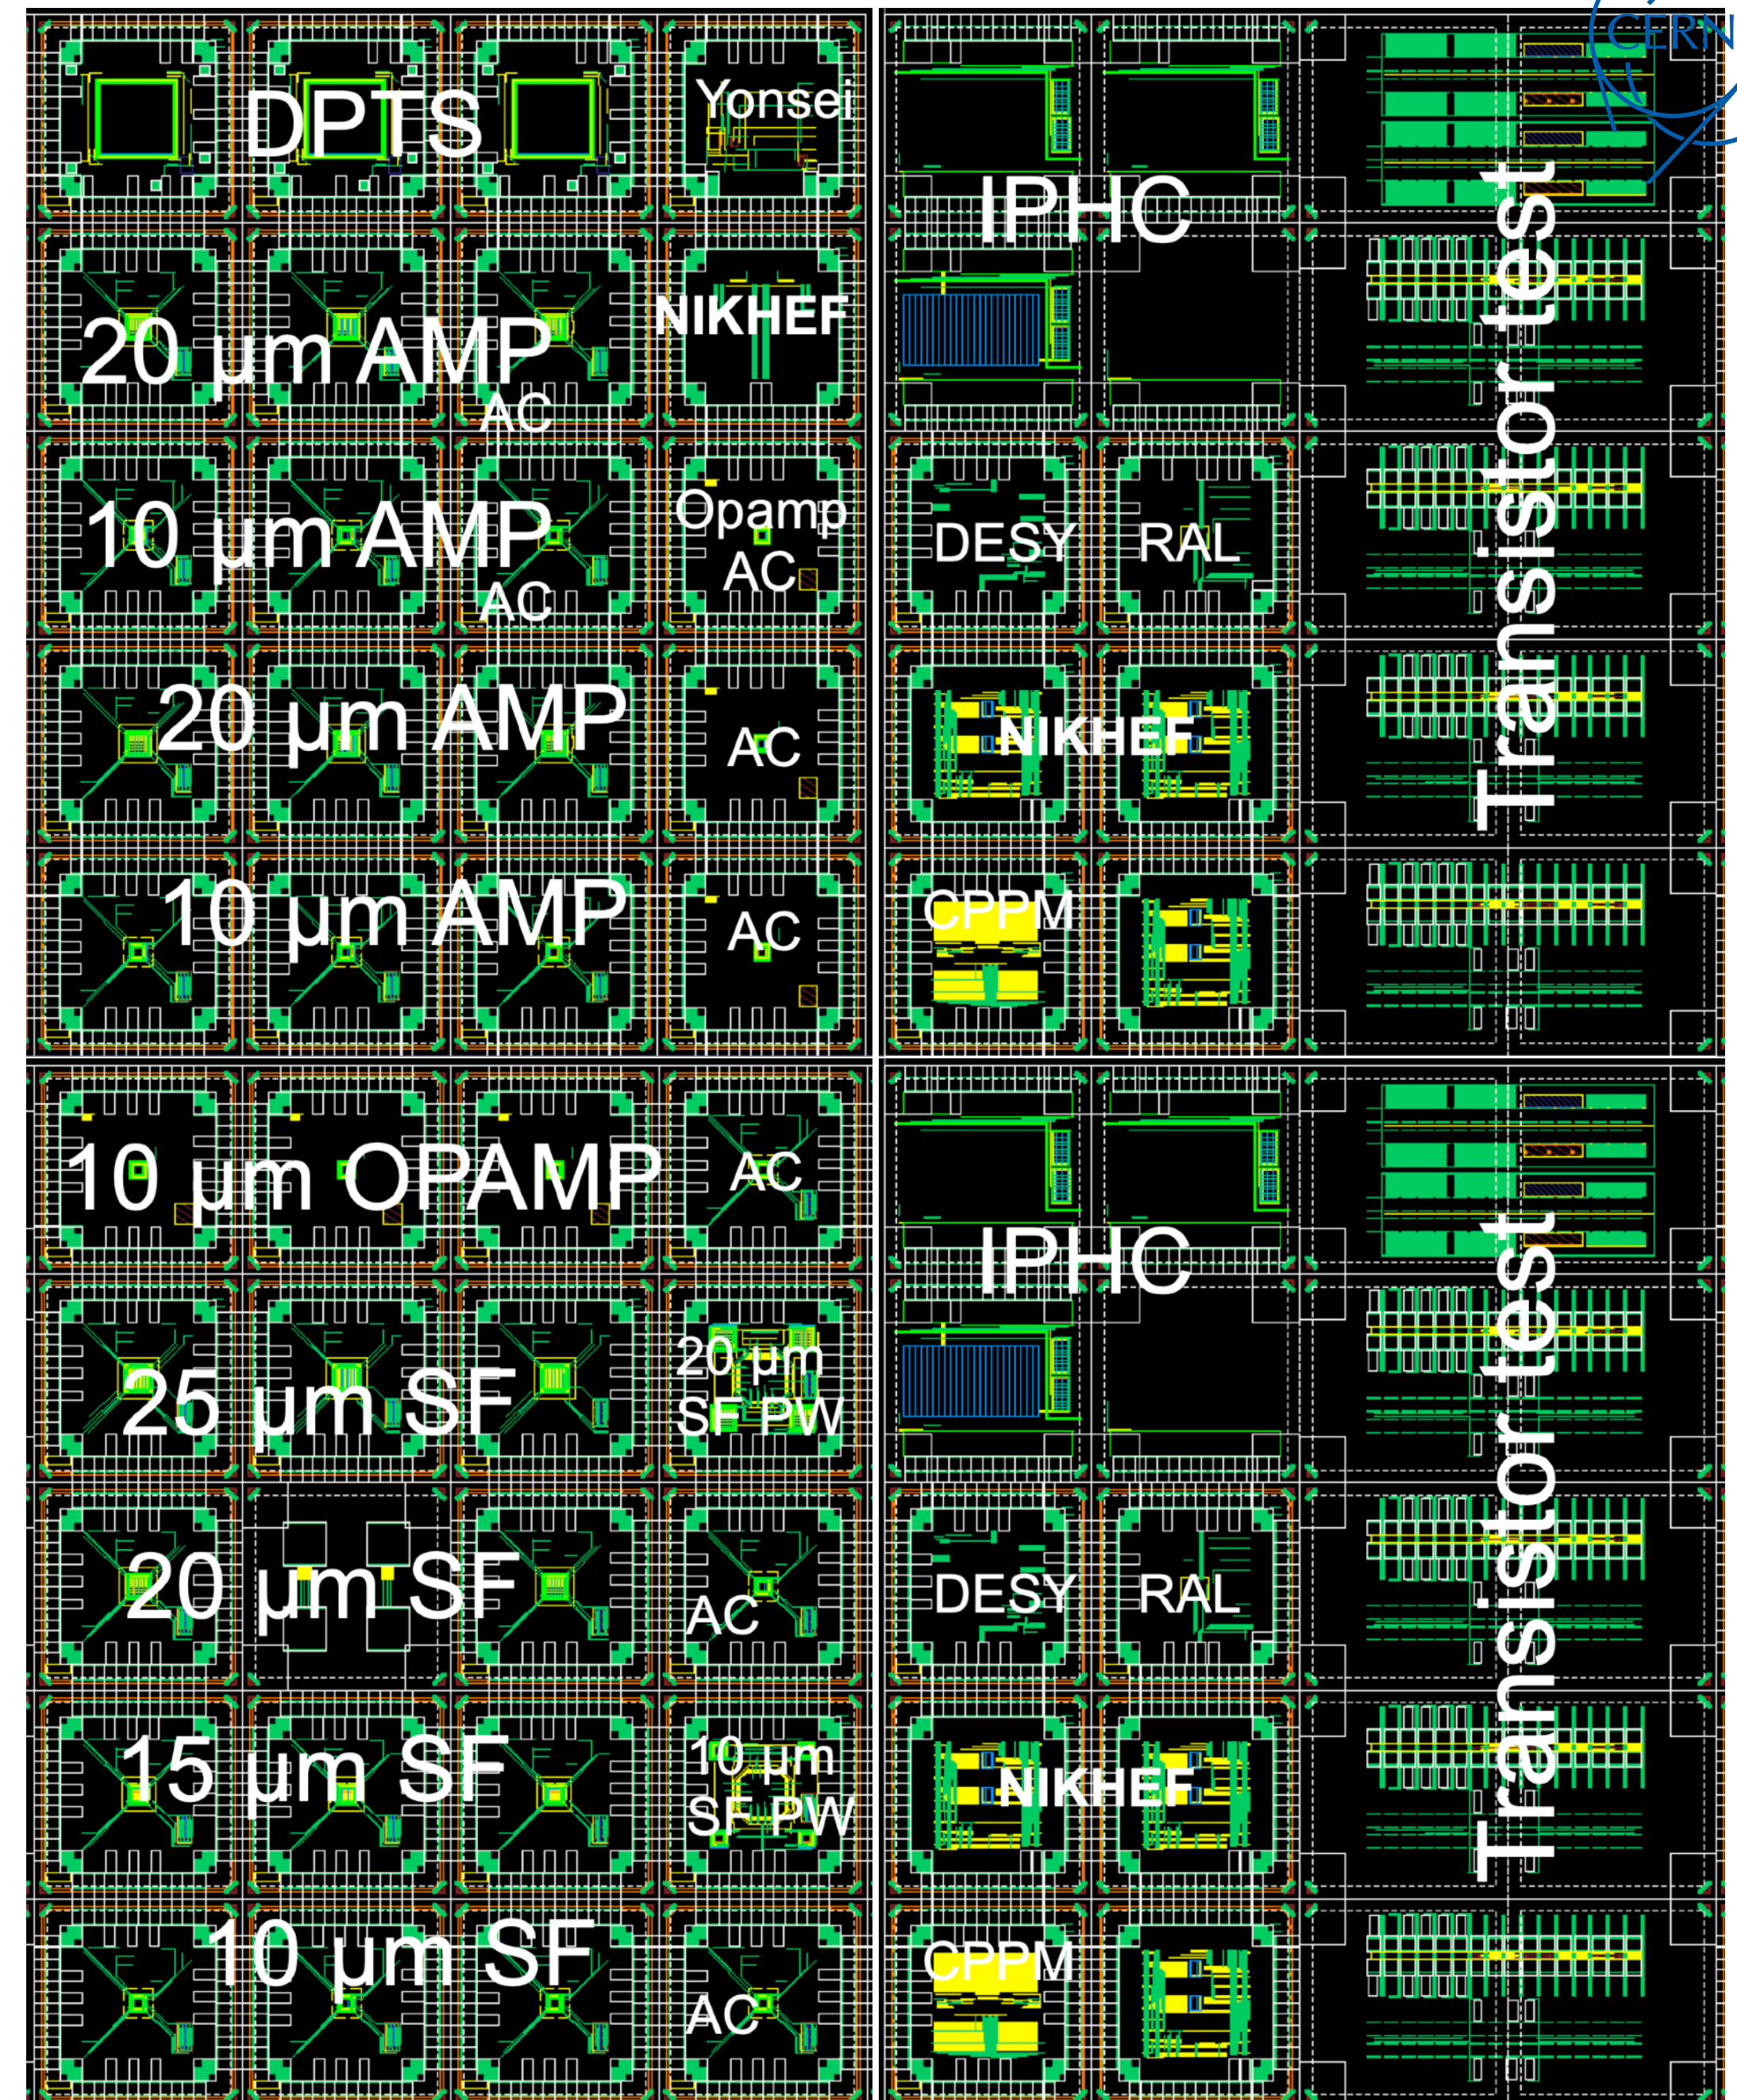 CERN
DPTS
Yonsei
20 µm AMP
AC
NIKHEF
10 µm AMP
AC
Opamp
AC
20 µm AMP
AC
10 µm AMP
AC
IPHC
DESY
RAL
NIKHEF
CPPM
Transistor test
10 µm OPAMP
AC
25 µm SF
20 µm
SF PW
20 µm SF
AC
15 µm SF
10 µm
SF PW
10 µm SF
AC
IPHC
DESY
RAL
NIKHEF
CPPM
Transistor test